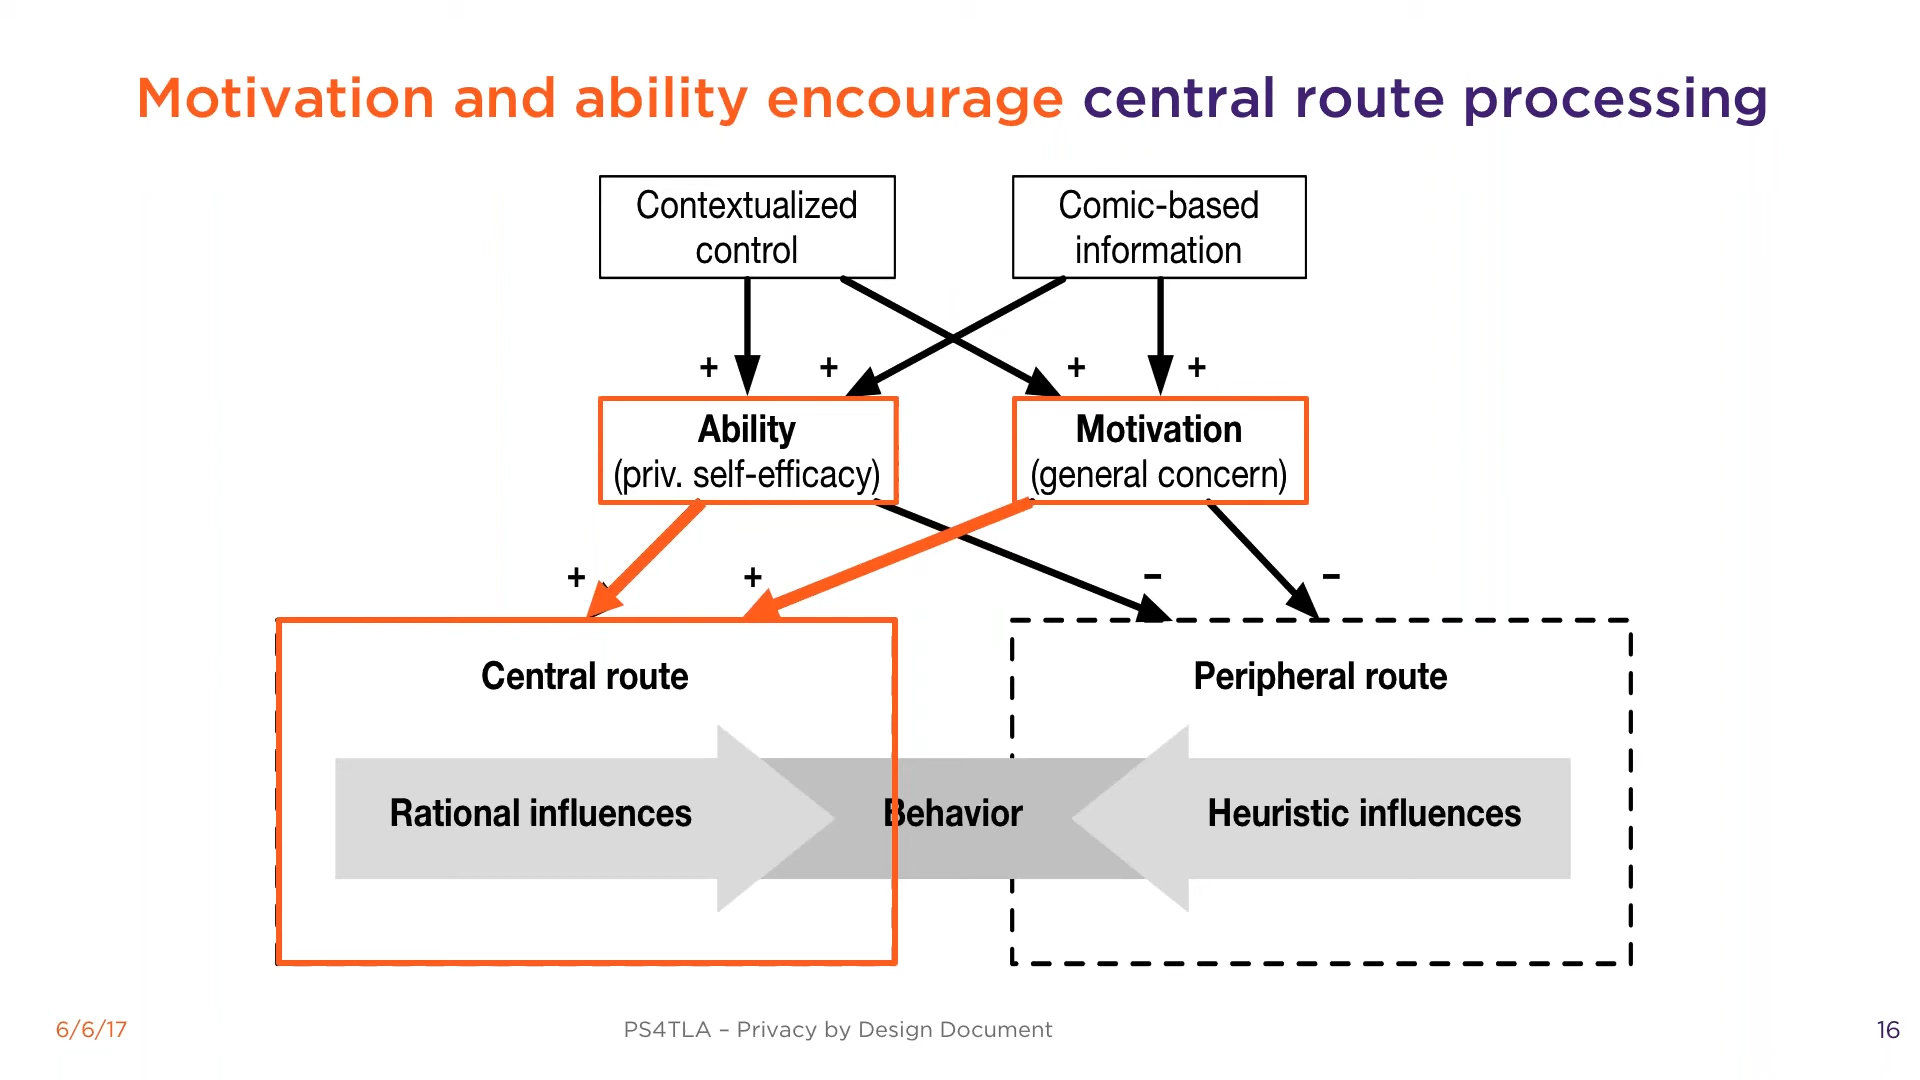 Motivation and ability encourage central route processing
Contextualized
control
Comic-based
information
+ + + +
Ability
(priv. self-efficacy)
Motivation
(general concern)
+ + − −
Central route
Peripheral route
Rational influences
Behavior
Heuristic influences
6/6/17
PS4TLA – Privacy by Design Document
16